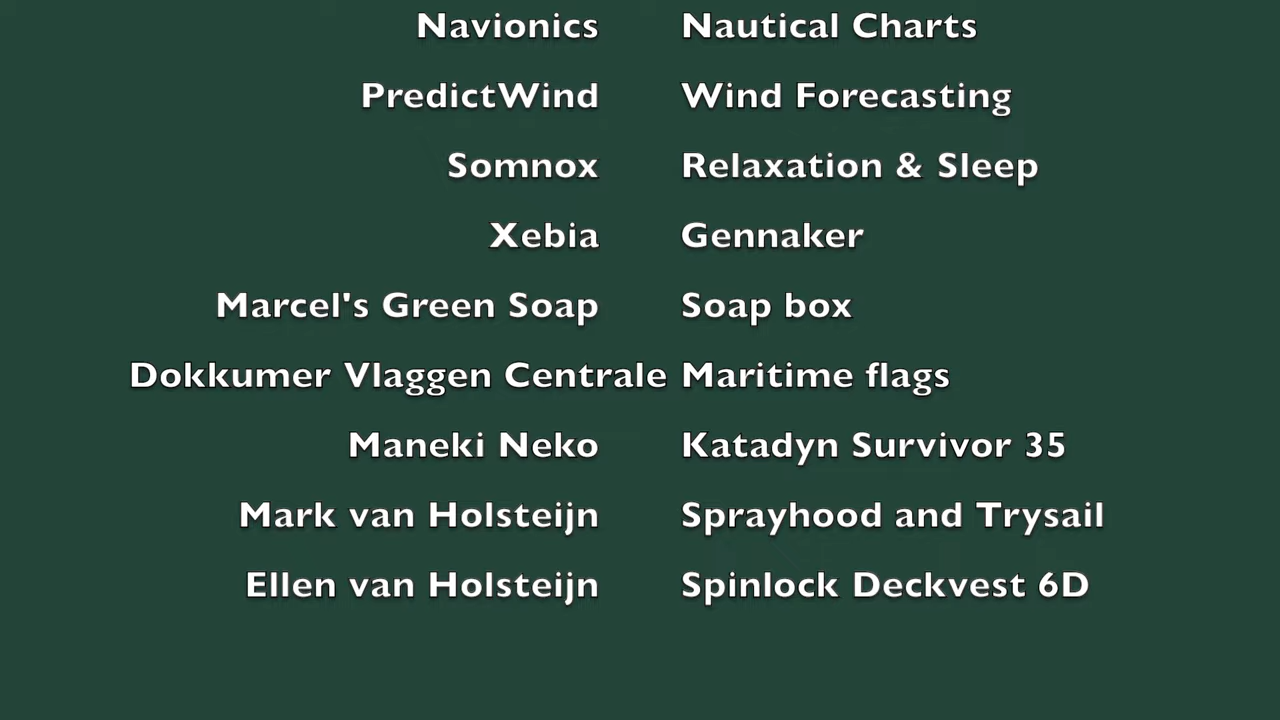 Navionics Nautical Charts
PredictWind Wind Forecasting
Somnox Relaxation & Sleep
Xebia Gennaker
Marcel's Green Soap Soap box
Dokkumer Vlaggen Centrale Maritime flags
Maneki Neko Katadyn Survivor 35
Mark van Holsteijn Sprayhood and Trysail
Ellen van Holsteijn Spinlock Deckvest 6D